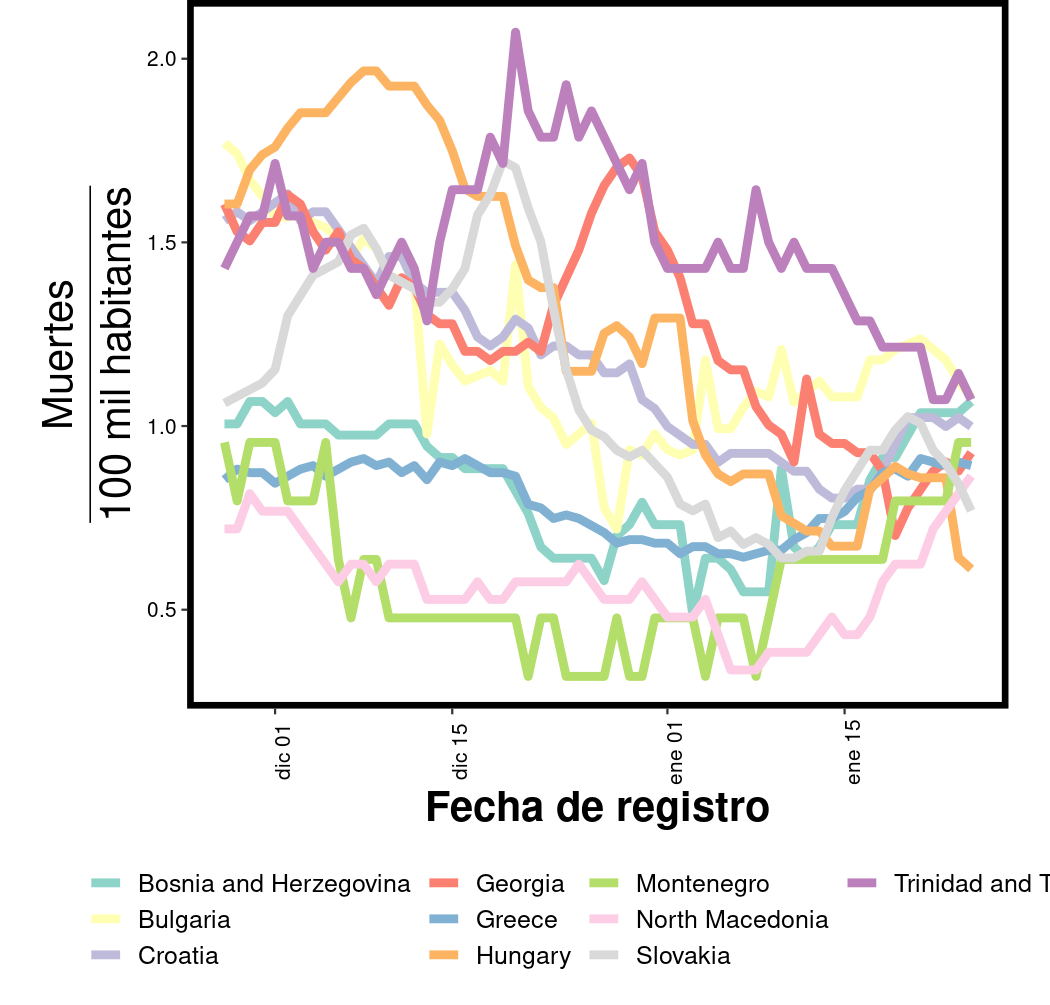 Muertes
100 mil habitantes
2.0
1.5
1.0
0.5
dic 01
dic 15
ene 01
ene 15
Fecha de registro
Bosnia and Herzegovina
Georgia
Montenegro
Trinidad and T
Bulgaria
Greece
North Macedonia
Croatia
Hungary
Slovakia